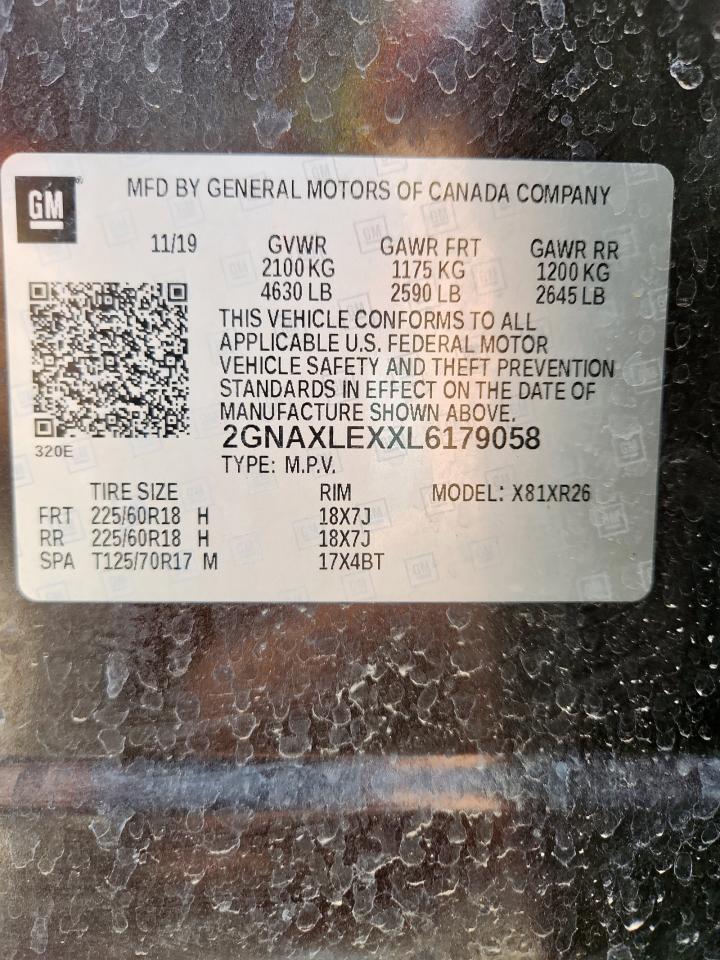 GM
MFD BY GENERAL MOTORS OF CANADA COMPANY
11/19 GVWR GAWR FRT GAWR RR
2100 KG 1175 KG 1200 KG
4630 LB 2590 LB 2645 LB
THIS VEHICLE CONFORMS TO ALL
APPLICABLE U.S. FEDERAL MOTOR
VEHICLE SAFETY AND THEFT PREVENTION
STANDARDS IN EFFECT ON THE DATE OF
MANUFACTURE SHOWN ABOVE.
2GNAXLEXXL6179058
320E
TYPE: M.P.V.
TIRE SIZE RIM MODEL: X81XR26
FRT 225/60R18 H 18X7J
RR 225/60R18 H 18X7J
SPA T125/70R17 M 17X4BT